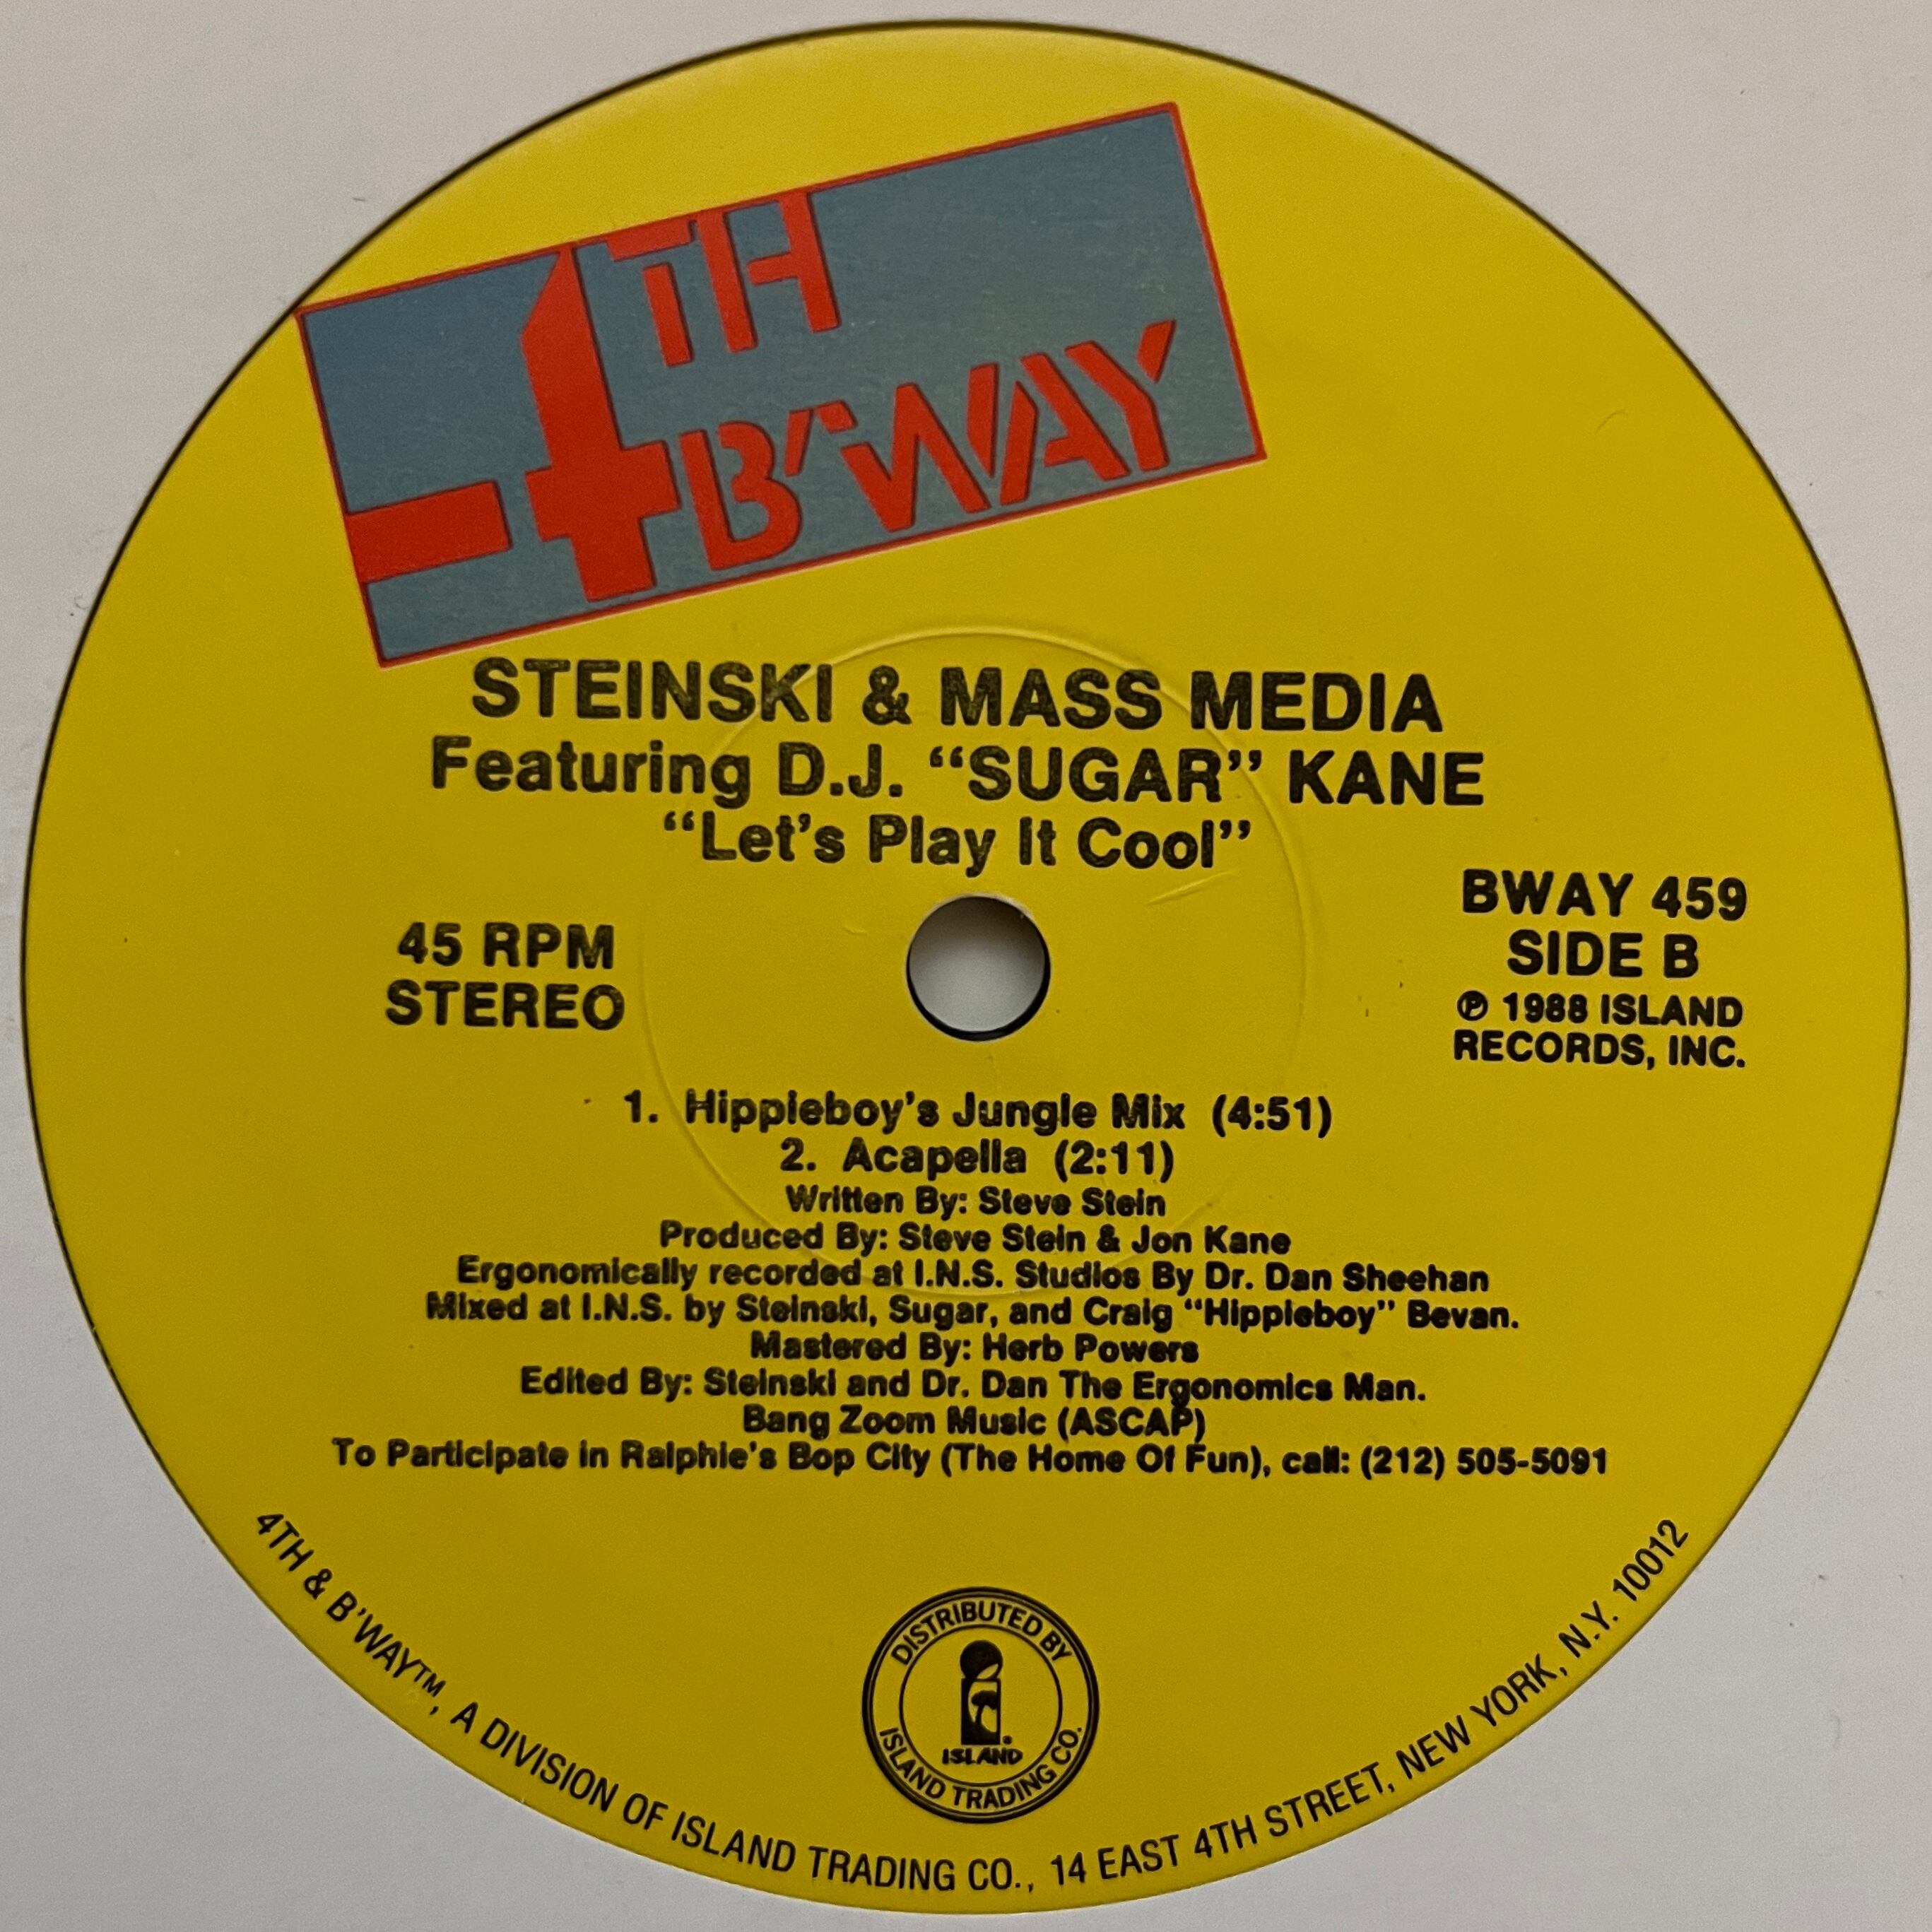 4TH
B'WAY
STEINSKI & MASS MEDIA
Featuring D.J. “SUGAR” KANE
“Let's Play It Cool”
45 RPM
STEREO
BWAY 459
SIDE B
℗ 1988 ISLAND
RECORDS, INC.
1. Hippieboy's Jungle Mix (4:51)
2. Acapella (2:11)
Written By: Steve Stein
Produced By: Steve Stein & Jon Kane
Ergonomically recorded at I.N.S. Studios By Dr. Dan Sheehan
Mixed at I.N.S. by Steinski, Sugar, and Craig “Hippieboy” Bevan.
Mastered By: Herb Powers
Edited By: Steinski and Dr. Dan The Ergonomics Man.
Bang Zoom Music (ASCAP)
To Participate in Ralphie's Bop City (The Home Of Fun), call: (212) 505-5091
DISTRIBUTED BY
ISLAND
ISLAND TRADING CO.
4TH & B'WAY™, A DIVISION OF ISLAND TRADING CO., 14 EAST 4TH STREET, NEW YORK, N.Y. 10012